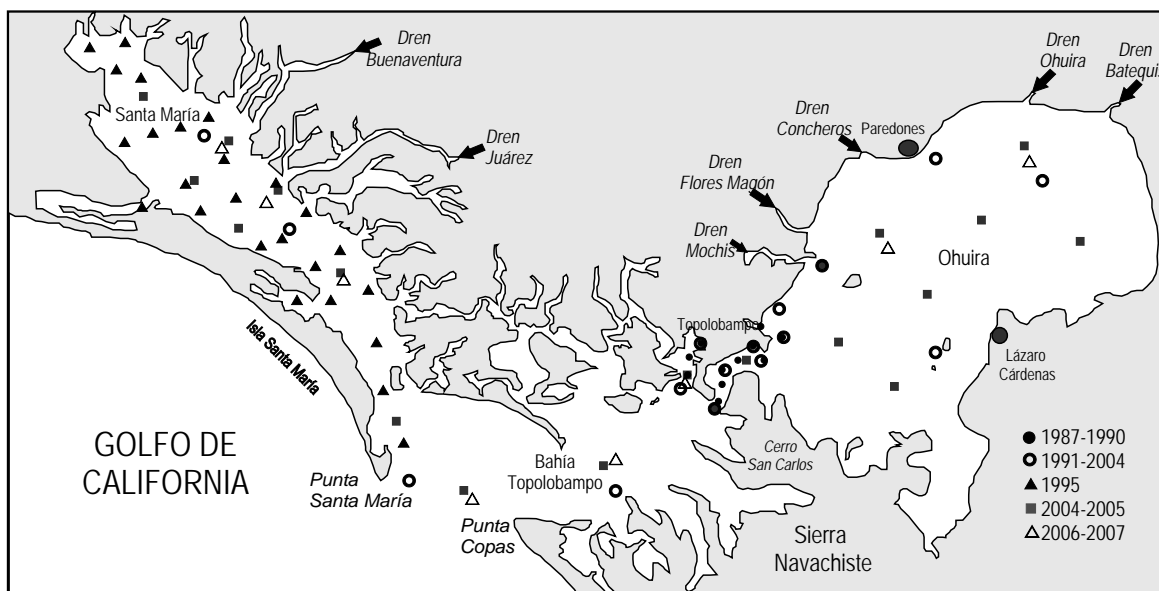 Dren
Buenaventura
Santa María
Dren
Juárez
Dren
Ohuira
Dren
Batequis
Dren
Concheros
Paredones
Dren
Flores Magón
Dren
Mochis
Ohuira
Topolobampo
Lázaro
Cárdenas
Isla Santa María
GOLFO DE
CALIFORNIA
Punta
Santa María
Punta
Copas
Bahía
Topolobampo
Cerro
San Carlos
Sierra
Navachiste
1987-1990
1991-2004
1995
2004-2005
2006-2007